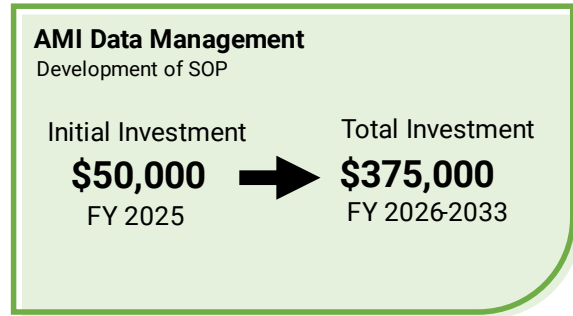 AMI Data Management
Development of SOP
Initial Investment
$50,000
FY 2025
Total Investment
$375,000
FY 2026-2033